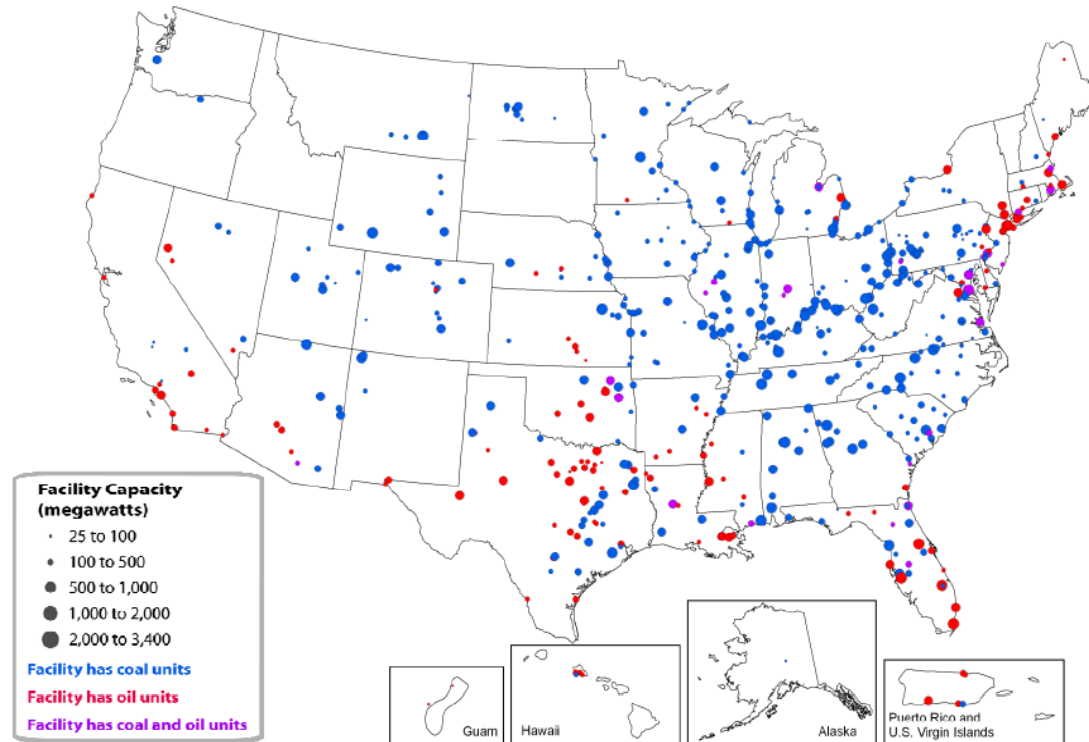 Facility Capacity
(megawatts)
25 to 100
100 to 500
500 to 1,000
1,000 to 2,000
2,000 to 3,400
Facility has coal units
Facility has oil units
Facility has coal and oil units
Guam
Hawaii
Alaska
Puerto Rico and
U.S. Virgin Islands